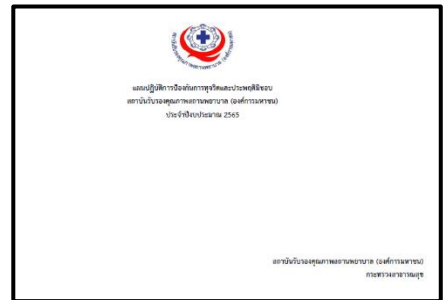 แผนปฏิบัติการป้องกันการทุจริตและประพฤติมิชอบ
สถาบันรับรองคุณภาพสถานพยาบาล (องค์การมหาชน)
ประจำปีงบประมาณ 2565
สถาบันรับรองคุณภาพสถานพยาบาล (องค์การมหาชน)
กระทรวงสาธารณสุข